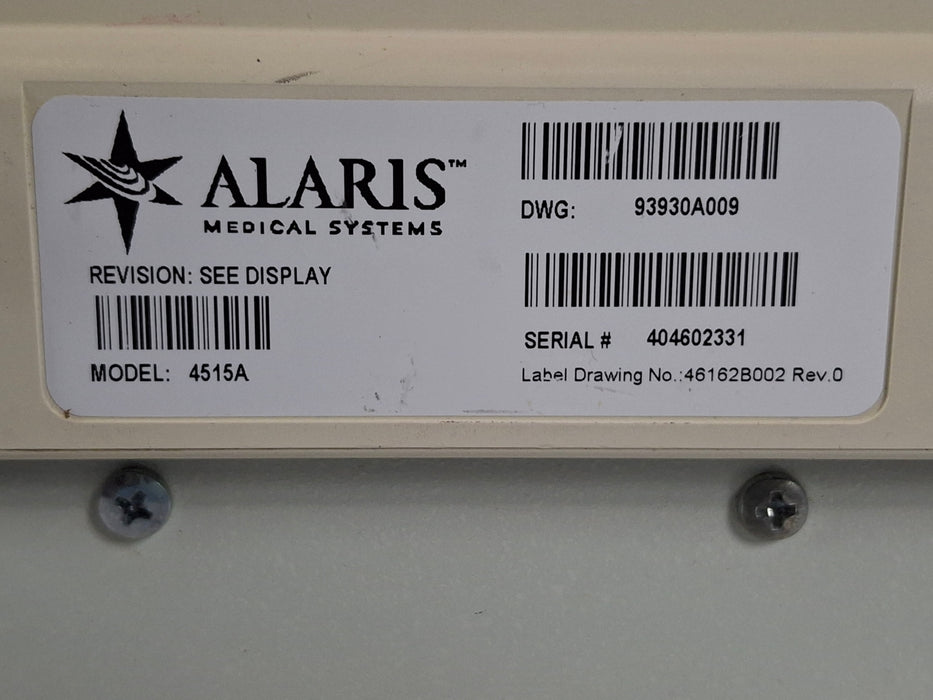 ALARIS™
MEDICAL SYSTEMS
REVISION: SEE DISPLAY
MODEL: 4515A
DWG: 93930A009
SERIAL # 404602331
Label Drawing No.:46162B002 Rev.0